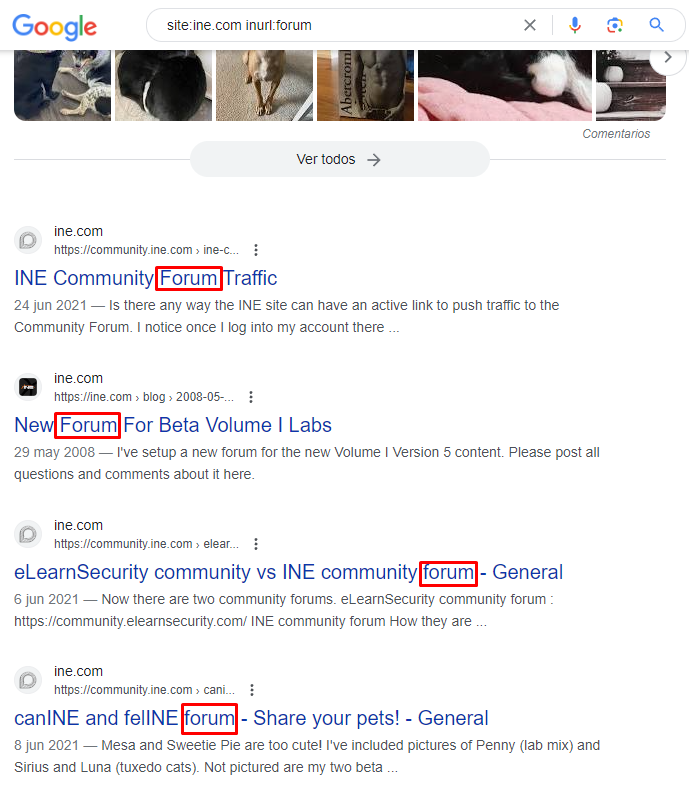 Google
site:ine.com inurl:forum
Abercrombie
Comentarios
Ver todos
ine.com
https://community.ine.com › ine-c...
INE Community Forum Traffic
24 jun 2021 — Is there any way the INE site can have an active link to push traffic to the
Community Forum. I notice once I log into my account there ...
ine.com
https://ine.com › blog › 2008-05-...
New Forum For Beta Volume I Labs
29 may 2008 — I've setup a new forum for the new Volume I Version 5 content. Please post all
questions and comments about it here.
ine.com
https://community.ine.com › elear...
eLearnSecurity community vs INE community forum - General
6 jun 2021 — Now there are two community forums. eLearnSecurity community forum :
https://community.elearnsecurity.com/ INE community forum How they are ...
ine.com
https://community.ine.com › cani...
canINE and felINE forum - Share your pets! - General
8 jun 2021 — Mesa and Sweetie Pie are too cute! I've included pictures of Penny (lab mix) and
Sirius and Luna (tuxedo cats). Not pictured are my two beta ...